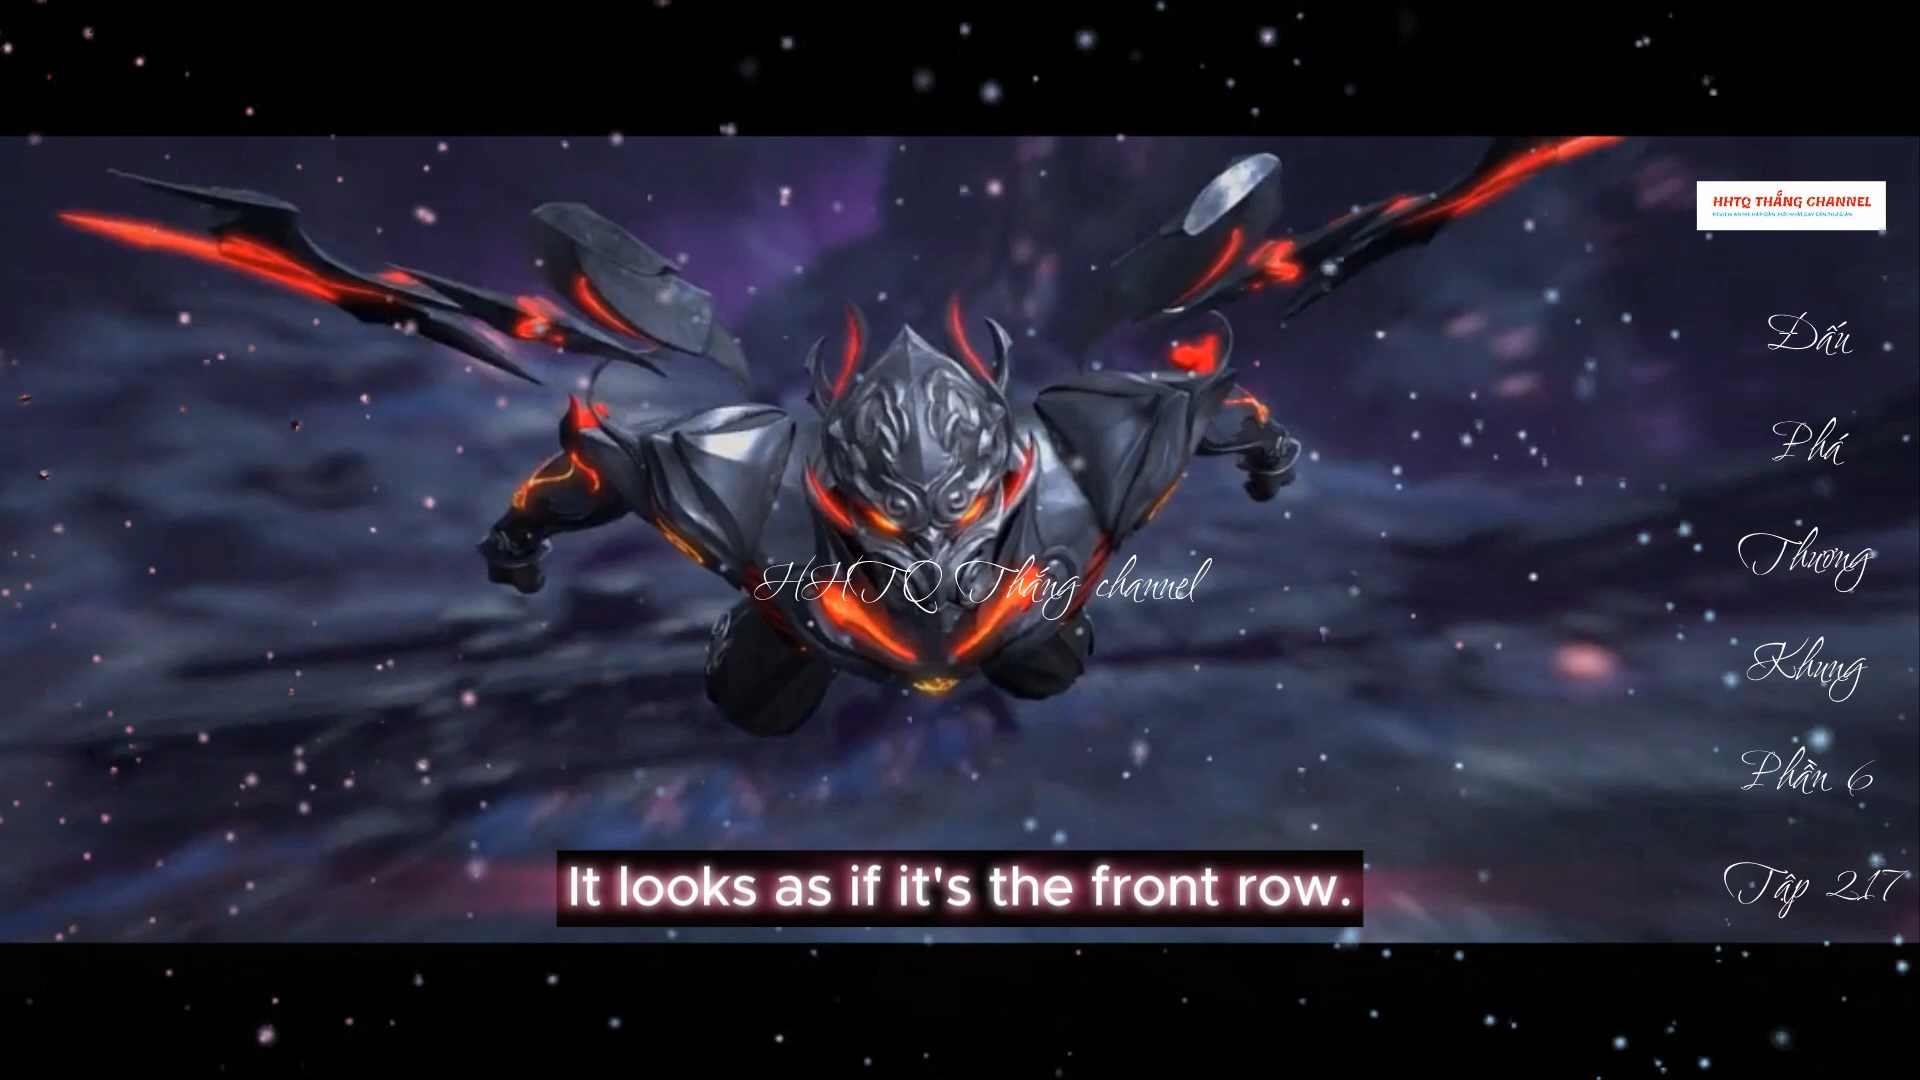 HHTQ THẮNG CHANNEL
Đấu
Phá
Thương
Khung
Phần 6
Tập 217
HHTQ Thắng channel
It looks as if it's the front row.